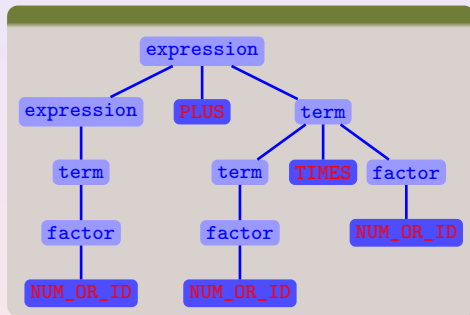 expression
expression PLUS term
term term TIMES factor
factor factor NUM_OR_ID
NUM_OR_ID NUM_OR_ID